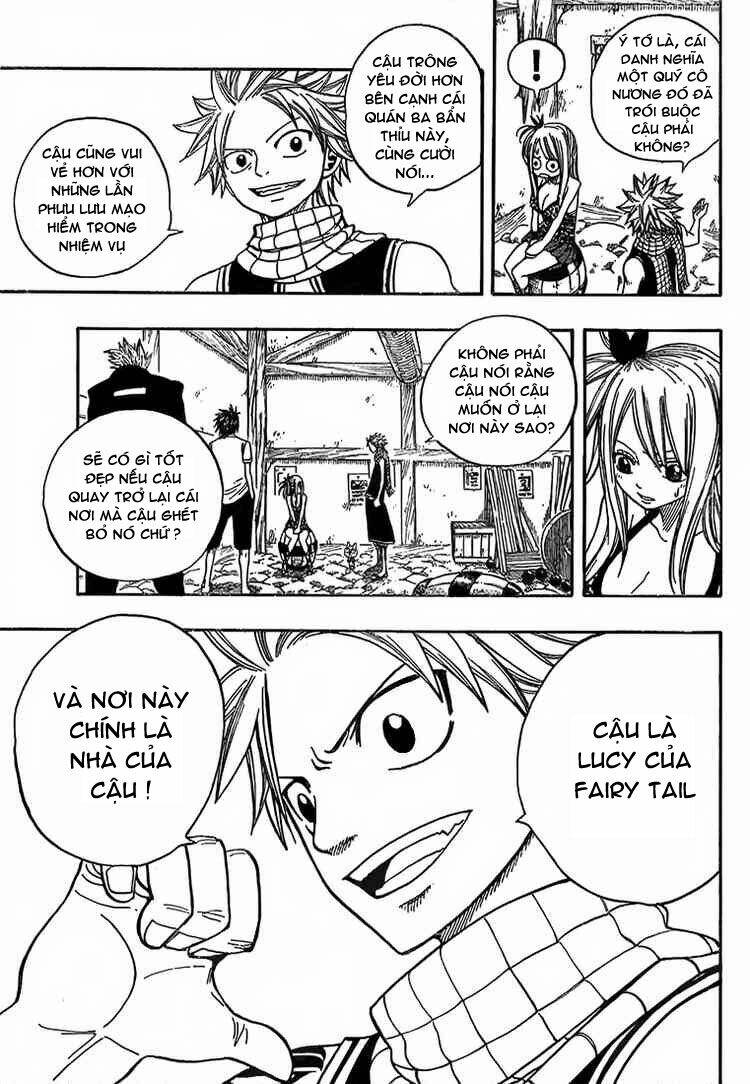 Ý TỚ LÀ, CÁI
DANH NGHĨA
MỘT QUÝ CÔ
NƯƠNG ĐÓ ĐÃ
TRÓI BUỘC
CẬU PHẢI
KHÔNG?
!
CẬU TRÔNG
YÊU ĐỜI HƠN
BÊN CẠNH CÁI
QUÁN BA BẨN
THỈU NÀY,
CÙNG CƯỜI
NÓI...
CẬU CŨNG VUI
VẺ HƠN VỚI
NHỮNG LẦN
PHƯU LƯU MẠO
HIỂM TRONG
NHIỆM VỤ
KHÔNG PHẢI
CẬU NÓI RẰNG
CẬU NÓI CẬU
MUỐN Ở LẠI
NƠI NÀY SAO?
SẼ CÓ GÌ TỐT
ĐẸP NẾU CẬU
QUAY TRỞ LẠI CÁI
NƠI MÀ CẬU GHÉT
BỎ NÓ CHỨ ?
CẬU LÀ
LUCY CỦA
FAIRY TAIL
VÀ NƠI NÀY
CHÍNH LÀ
NHÀ CỦA
CẬU !